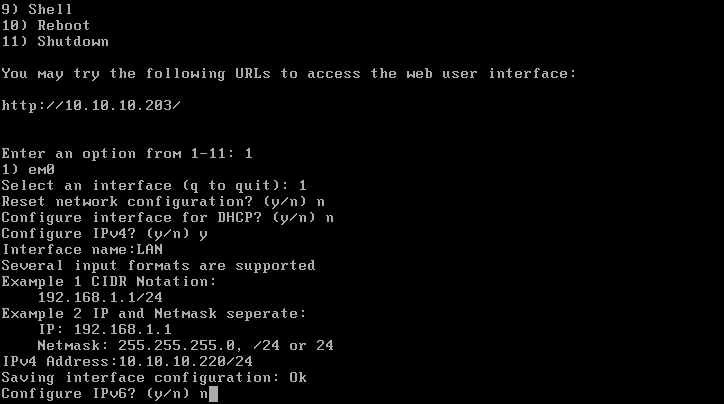 9) Shell
10) Reboot
11) Shutdown
You may try the following URLs to access the web user interface:
http://10.10.10.203/
Enter an option from 1-11: 1
1) em0
Select an interface (q to quit): 1
Reset network configuration? (y/n) n
Configure interface for DHCP? (y/n) n
Configure IPv4? (y/n) y
Interface name:LAN
Several input formats are supported
Example 1 CIDR Notation:
192.168.1.1/24
Example 2 IP and Netmask seperate:
IP: 192.168.1.1
Netmask: 255.255.255.0, /24 or 24
IPv4 Address:10.10.10.220/24
Saving interface configuration: Ok
Configure IPv6? (y/n) n